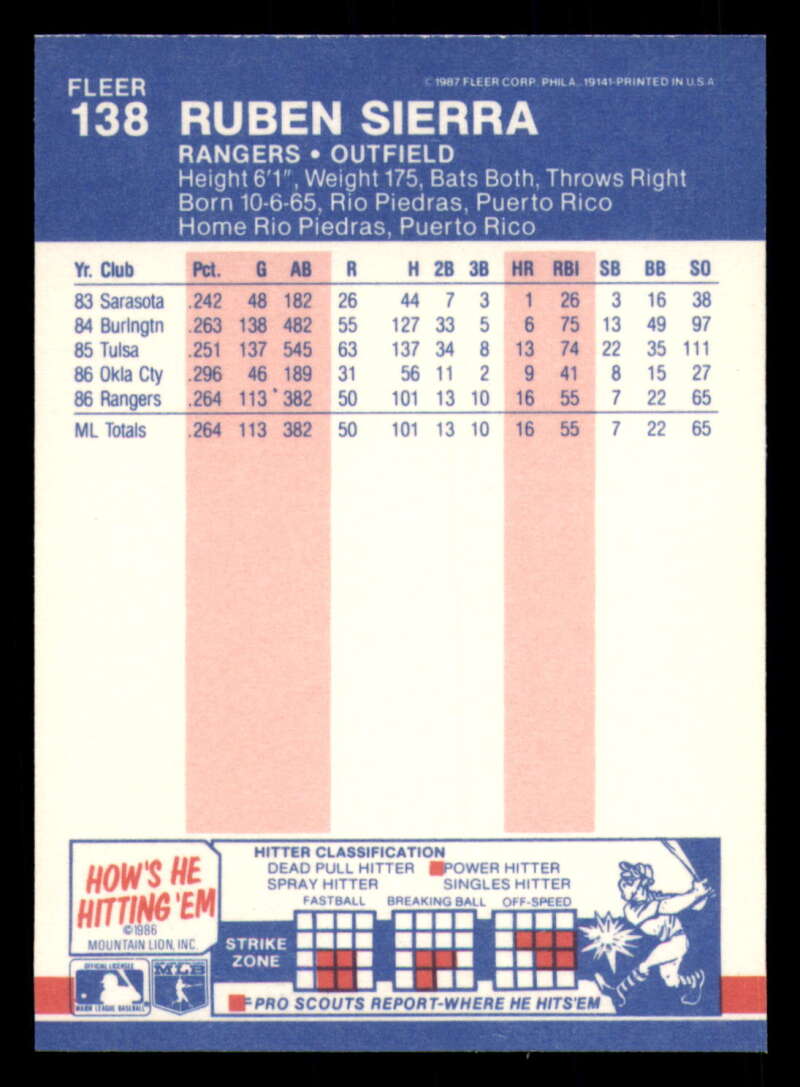 FLEER
© 1987 FLEER CORP. PHILA., 19141-PRINTED IN U.S.A.
138 RUBEN SIERRA
RANGERS • OUTFIELD
Height 6'1", Weight 175, Bats Both, Throws Right
Born 10-6-65, Rio Piedras, Puerto Rico
Home Rio Piedras, Puerto Rico
Yr. Club Pct. G AB R H 2B 3B HR RBI SB BB SO
83 Sarasota .242 48 182 26 44 7 3 1 26 3 16 38
84 Burlngtn .263 138 482 55 127 33 5 6 75 13 49 97
85 Tulsa .251 137 545 63 137 34 8 13 74 22 35 111
86 Okla Cty .296 46 189 31 56 11 2 9 41 8 15 27
86 Rangers .264 113 382 50 101 13 10 16 55 7 22 65
ML Totals .264 113 382 50 101 13 10 16 55 7 22 65
HOW'S HE
HITTING 'EM
©1986
MOUNTAIN LION, INC.
OFFICIAL LICENSEE
MAJOR LEAGUE BASEBALL
MLB
HITTER CLASSIFICATION
DEAD PULL HITTER POWER HITTER
SPRAY HITTER SINGLES HITTER
FASTBALL BREAKING BALL OFF-SPEED
STRIKE
ZONE
=PRO SCOUTS REPORT-WHERE HE HITS'EM